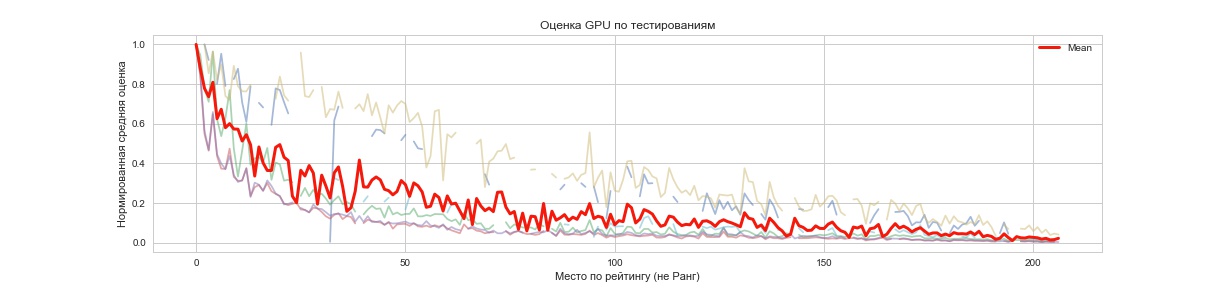 Оценка GPU по тестированиям
Нормированная средняя оценка
1.0
0.8
0.6
0.4
0.2
0.0
Mean
0
50
100
150
200
Место по рейтингу (не Ранг)